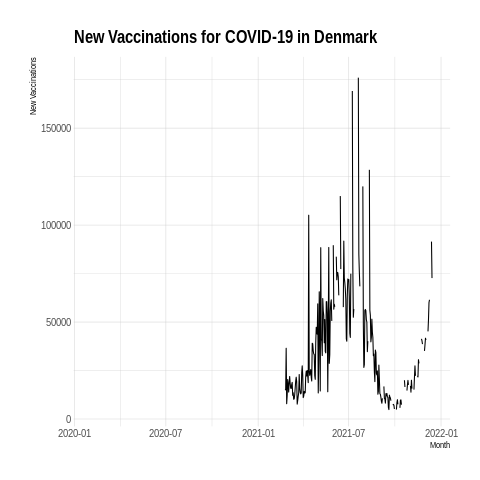 New Vaccinations for COVID-19 in Denmark
New Vaccinations
150000
100000
50000
0
2020-01 2020-07 2021-01 2021-07 2022-01
Month